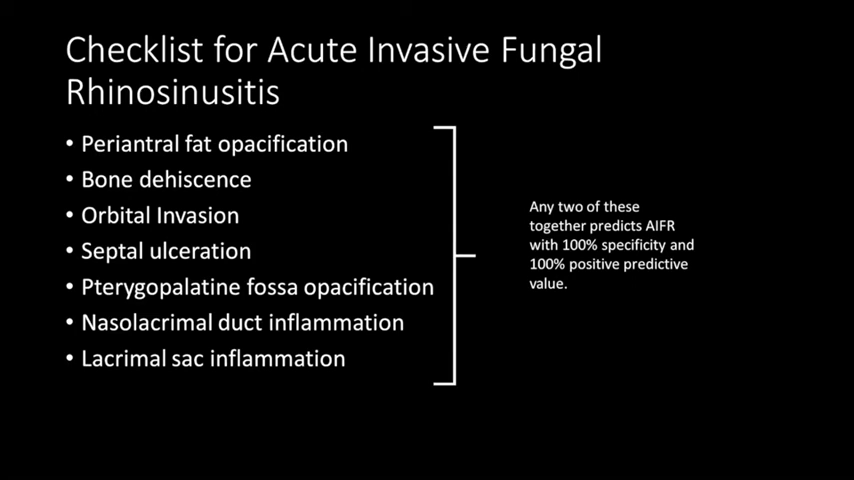 Checklist for Acute Invasive Fungal
Rhinosinusitis
• Periantral fat opacification
• Bone dehiscence
• Orbital Invasion
• Septal ulceration
• Pterygopalatine fossa opacification
• Nasolacrimal duct inflammation
• Lacrimal sac inflammation
Any two of these
together predicts AIFR
with 100% specificity and
100% positive predictive
value.